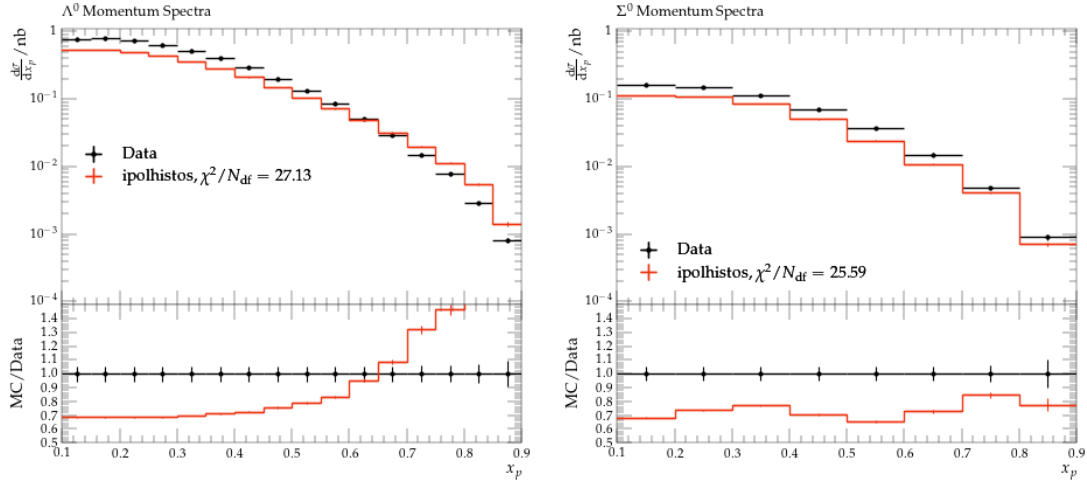 Λ⁰ Momentum Spectra
dσ/dxₚ / nb
1
10⁻¹
10⁻²
10⁻³
10⁻⁴
Data
ipolhistos, χ²/N_df = 27.13
MC/Data
1.4
1.3
1.2
1.1
1.0
0.9
0.8
0.7
0.6
0.5
0.1 0.2 0.3 0.4 0.5 0.6 0.7 0.8 0.9
xₚ
Σ⁰ Momentum Spectra
dσ/dxₚ / nb
1
10⁻¹
10⁻²
10⁻³
10⁻⁴
Data
ipolhistos, χ²/N_df = 25.59
MC/Data
1.4
1.3
1.2
1.1
1.0
0.9
0.8
0.7
0.6
0.5
0.1 0.2 0.3 0.4 0.5 0.6 0.7 0.8 0.9
xₚ